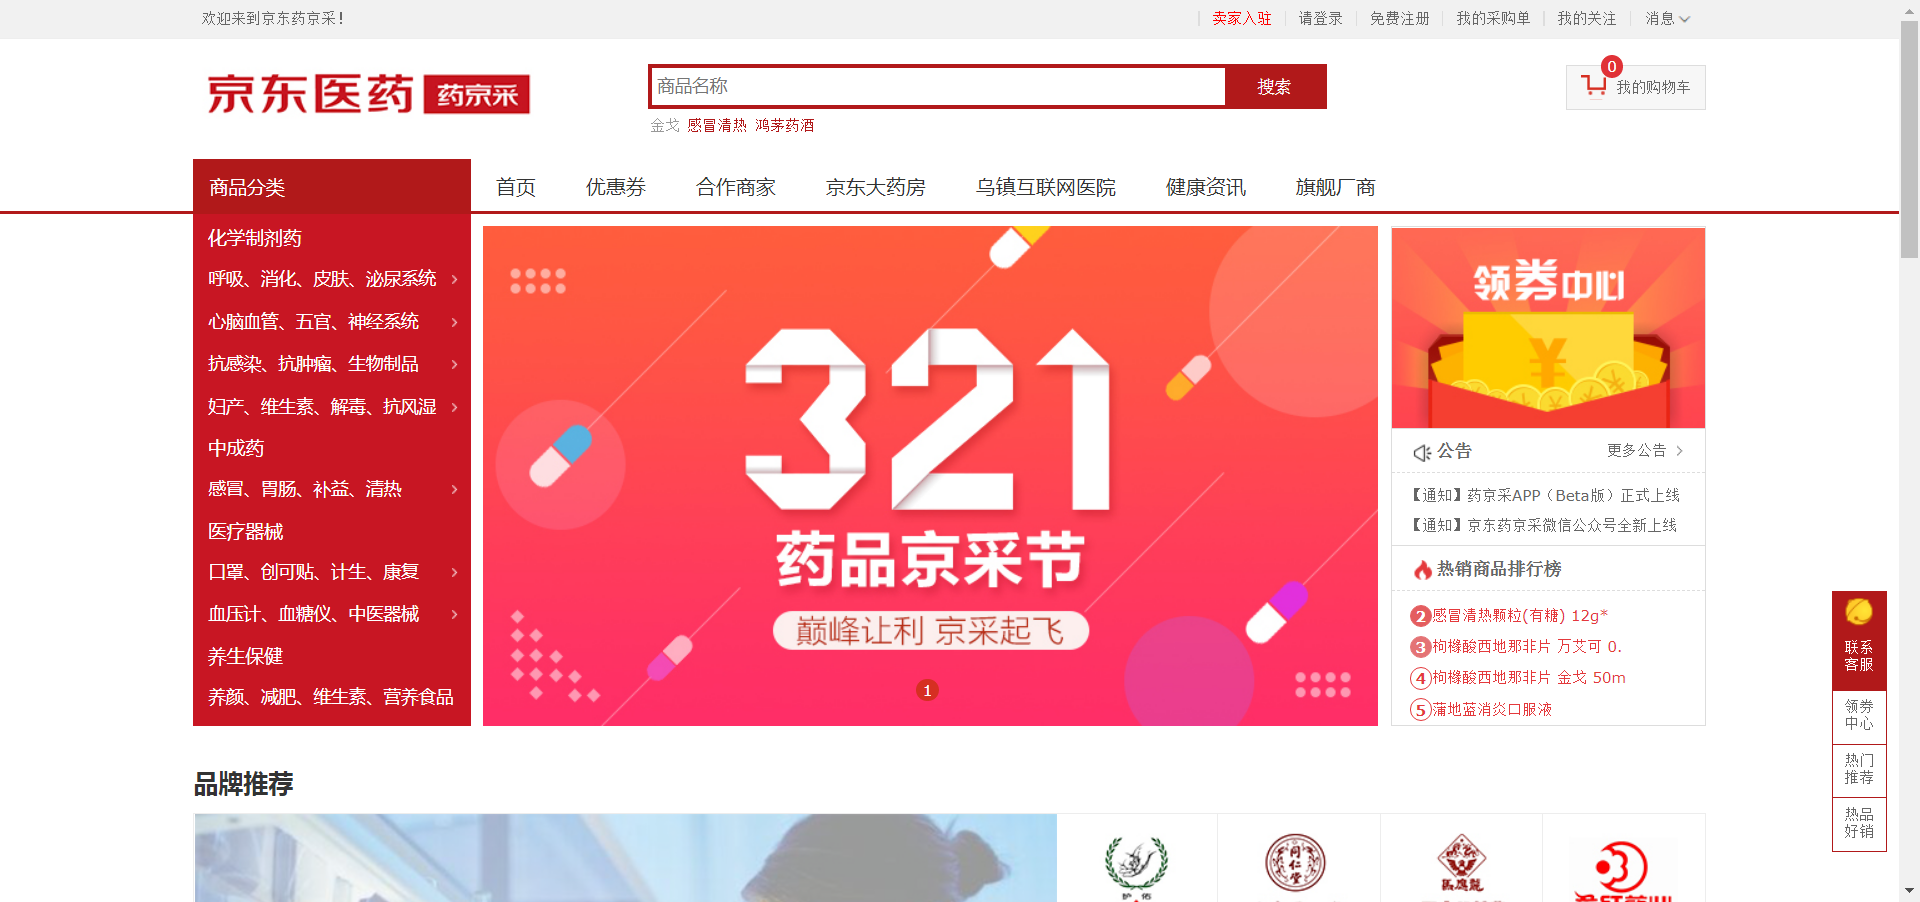 欢迎来到京东药京采！
卖家入驻
请登录
免费注册
我的采购单
我的关注
消息
京东医药 药京采
商品名称
搜索
0
我的购物车
金戈 感冒清热 鸿茅药酒
商品分类
首页
优惠券
合作商家
京东大药房
乌镇互联网医院
健康资讯
旗舰厂商
化学制剂药
呼吸、消化、皮肤、泌尿系统
心脑血管、五官、神经系统
抗感染、抗肿瘤、生物制品
妇产、维生素、解毒、抗风湿
中成药
感冒、胃肠、补益、清热
医疗器械
口罩、创可贴、计生、康复
血压计、血糖仪、中医器械
养生保健
养颜、减肥、维生素、营养食品
321
药品京采节
巅峰让利 京采起飞
1
领券中心
¥
公告
更多公告
【通知】药京采APP（Beta版）正式上线
【通知】京东药京采微信公众号全新上线
热销商品排行榜
2 感冒清热颗粒(有糖) 12g*
3 枸橼酸西地那非片 万艾可 0.
4 枸橼酸西地那非片 金戈 50m
5 蒲地蓝消炎口服液
联系
客服
领券
中心
热门
推荐
热品
好销
品牌推荐
同仁堂